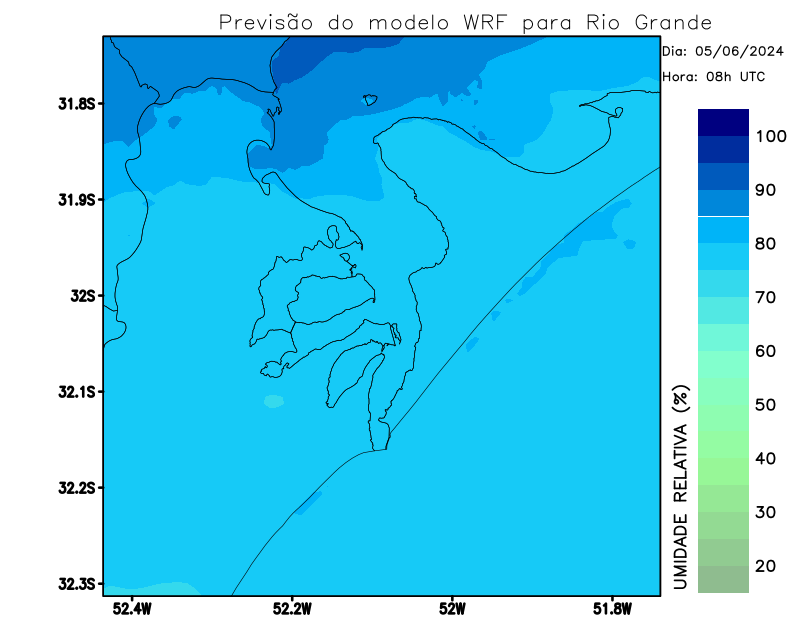 Previsão do modelo WRF para Rio Grande
Dia: 05/06/2024
Hora: 08h UTC
31.8S
31.9S
32S
32.1S
32.2S
32.3S
52.4W
52.2W
52W
51.8W
100
90
80
70
60
50
40
30
20
UMIDADE RELATIVA (%)